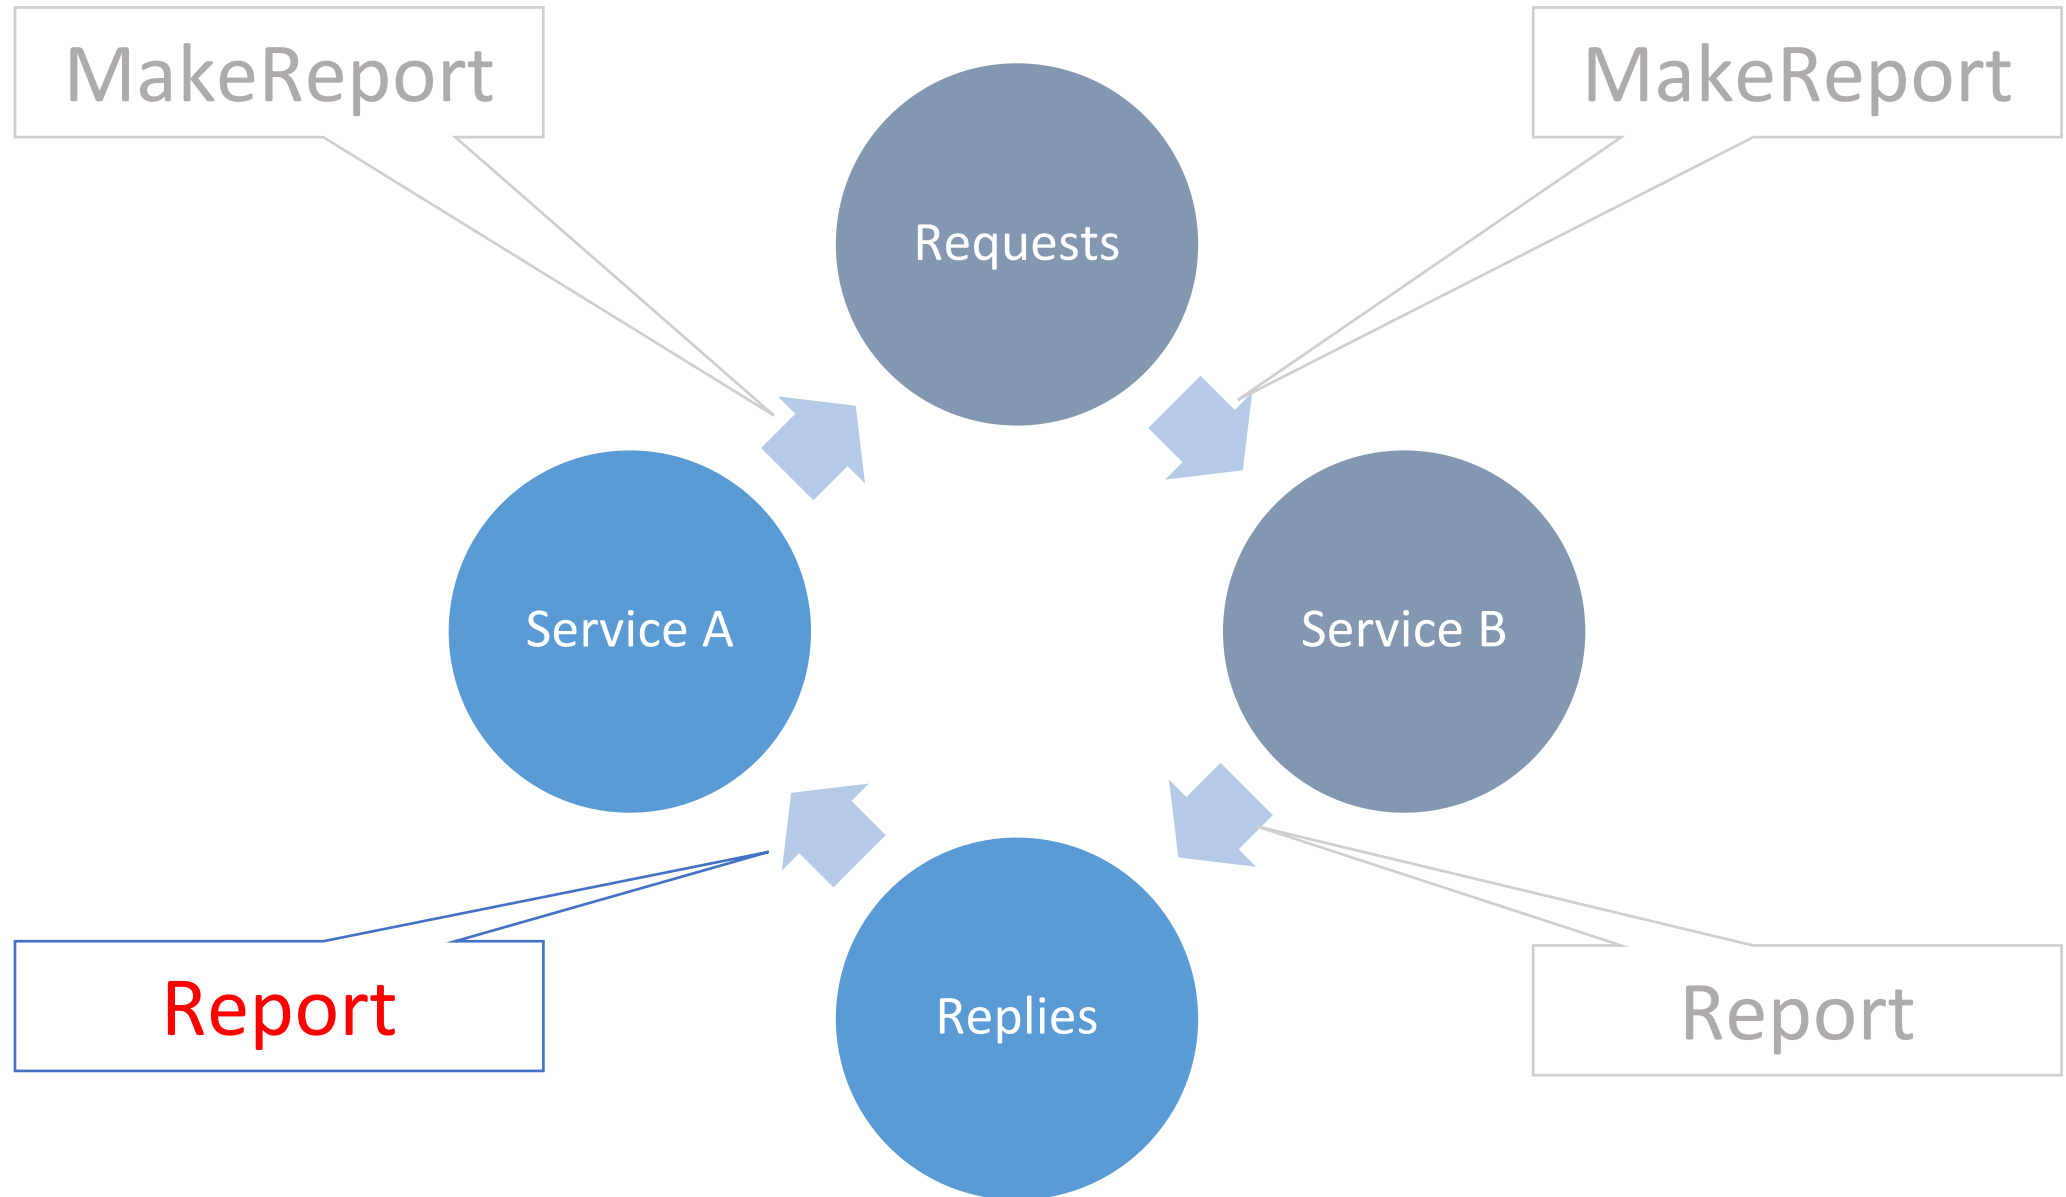 MakeReport
MakeReport
Requests
Service A
Service B
Report
Replies
Report